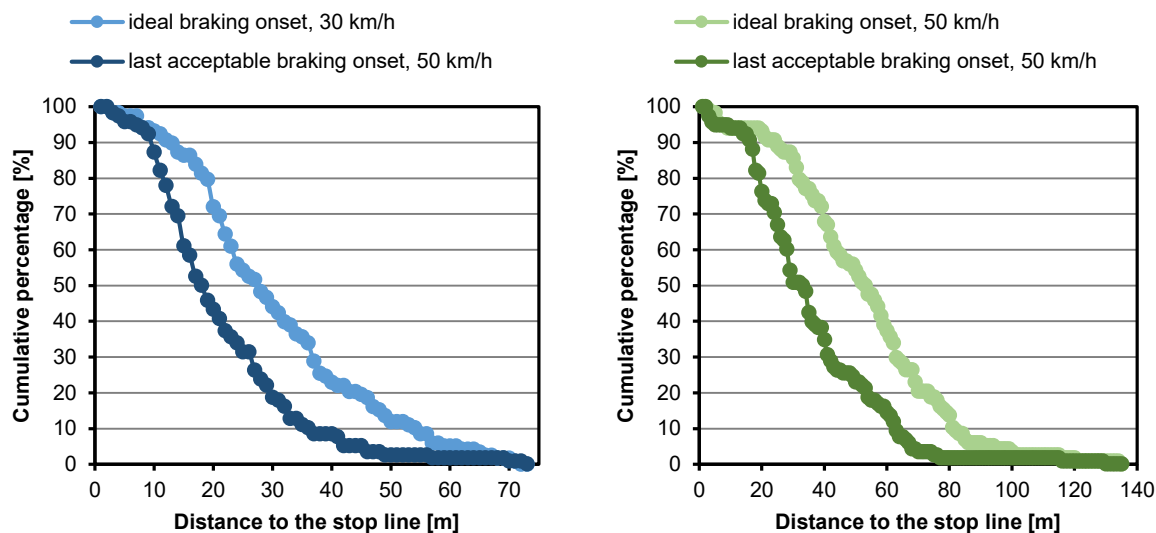 ideal braking onset, 30 km/h
last acceptable braking onset, 50 km/h
100
90
80
70
60
50
40
30
20
10
0
Cumulative percentage [%]
0 10 20 30 40 50 60 70
Distance to the stop line [m]
ideal braking onset, 50 km/h
last acceptable braking onset, 50 km/h
100
90
80
70
60
50
40
30
20
10
0
Cumulative percentage [%]
0 20 40 60 80 100 120 140
Distance to the stop line [m]